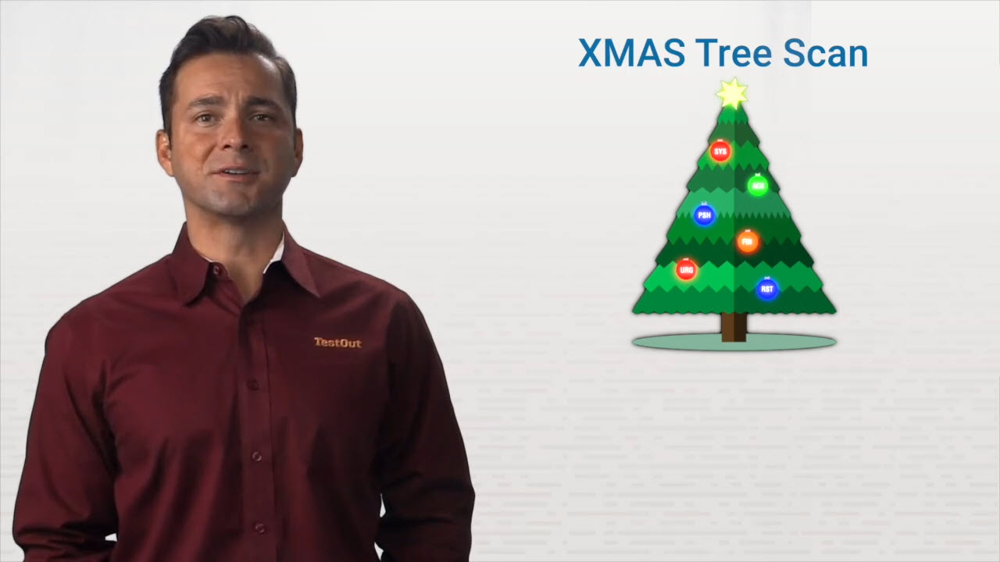 XMAS Tree Scan
SYS
ACK
PSH
FIN
URG
RST
TestOut